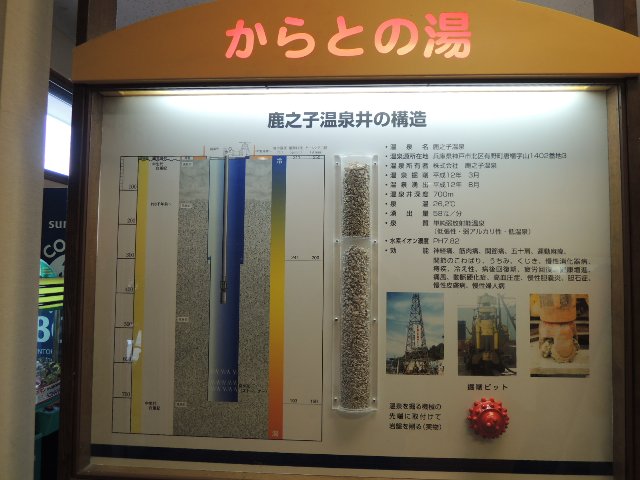 からとの湯
鹿之子温泉井の構造
・温泉名 鹿之子温泉
・温泉源所在地 兵庫県神戸市北区有野町唐櫃字山1402番地3
・温泉所有者 株式会社 鹿之子温泉
・温泉掘削 平成12年 3月
・温泉湧出 平成12年 8月
・温泉井深度 700m
・泉温 26.2℃
・湧出量 58ℓ/分
・泉質 単純弱放射能温泉
(低張性・弱アルカリ性・低温泉)
・水素イオン濃度 PH7.82
・効能 神経痛、筋肉痛、関節痛、五十肩、運動麻痺、
関節のこわばり、うちみ、くじき、慢性消化器病、
痔疾、冷え性、病後回復期、疲労回復、健康増進、
痛風、動脈硬化症、高血圧症、慢性胆嚢炎、胆石症、
慢性皮膚病、慢性婦人病
掘削ビット
温泉を掘る機械の
先端に取付けて
岩盤を削る(実物)